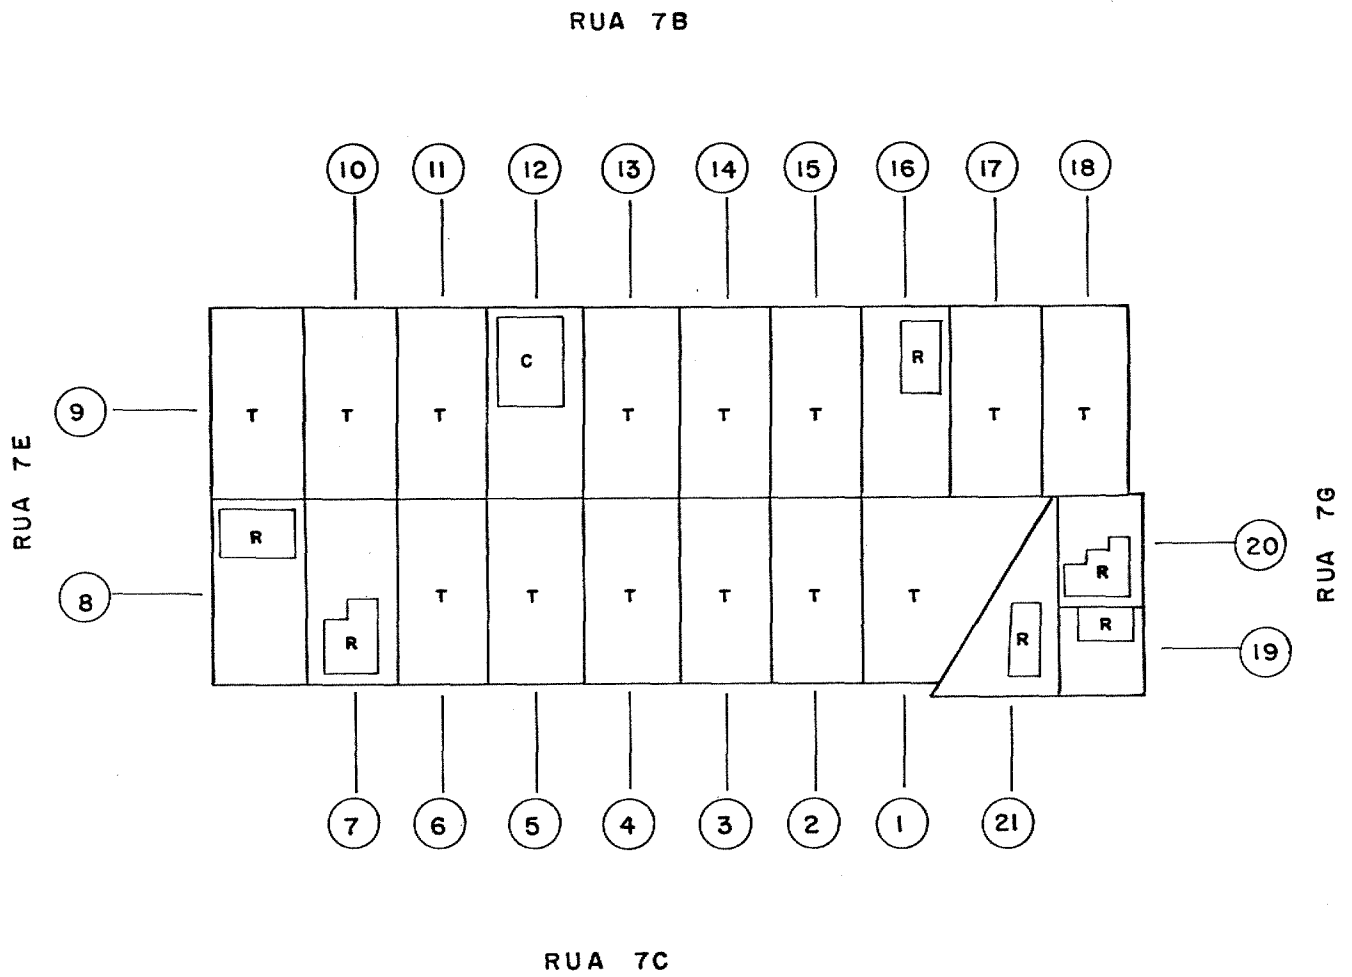 RUA 7B
10 11 12 13 14 15 16 17 18
C R
9 T T T T T T T T
RUA 7E
RUA 7G
R 20
R
8 T T T T T T R 19
R R
7 6 5 4 3 2 1 21
RUA 7C